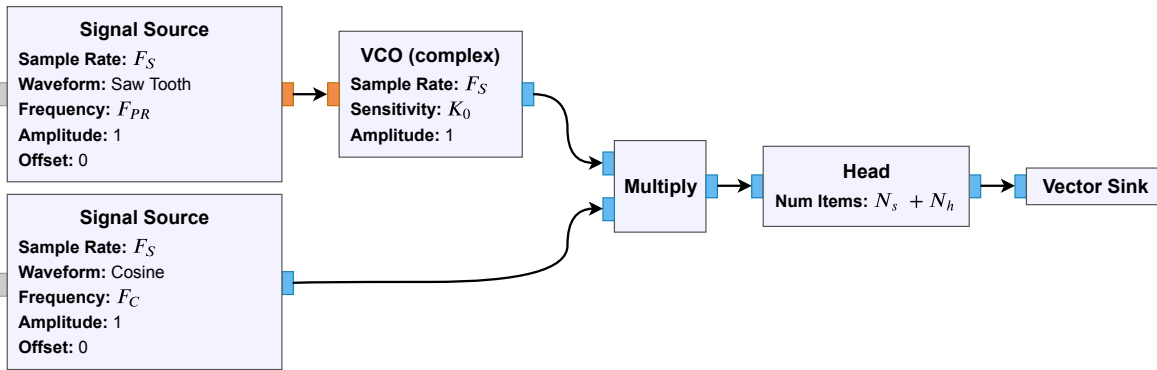 Signal Source
Sample Rate: F_S
Waveform: Saw Tooth
Frequency: F_PR
Amplitude: 1
Offset: 0
VCO (complex)
Sample Rate: F_S
Sensitivity: K_0
Amplitude: 1
Multiply
Head
Num Items: N_s + N_h
Vector Sink
Signal Source
Sample Rate: F_S
Waveform: Cosine
Frequency: F_C
Amplitude: 1
Offset: 0